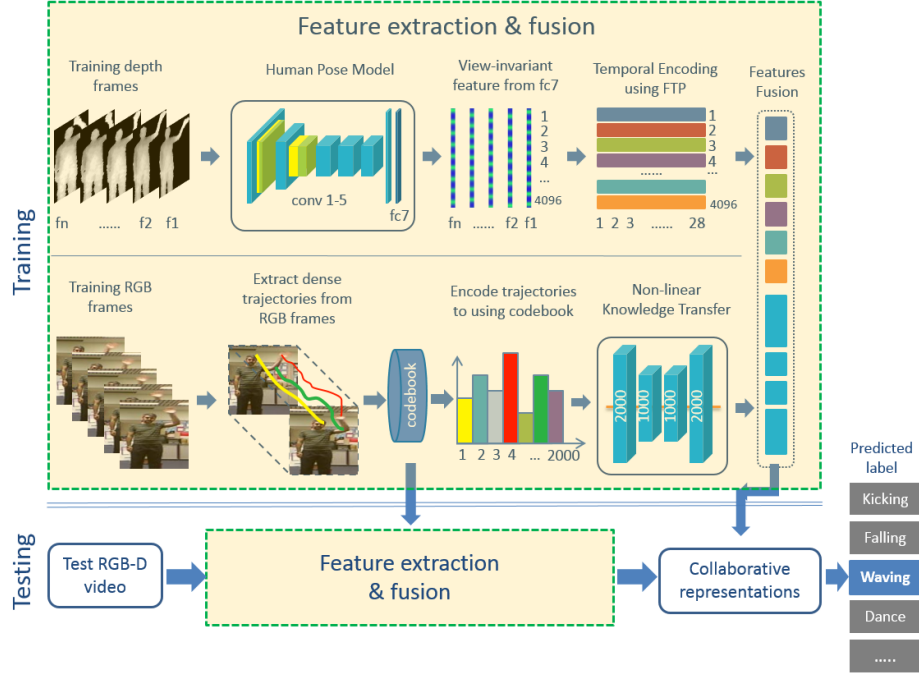 Feature extraction & fusion
Training
Training depth
frames
Human Pose Model
View-invariant
feature from fc7
Temporal Encoding
using FTP
Features
Fusion
conv 1-5
fc7
fn ...... f2 f1
1
2
3
4
...
4096
fn ...... f2 f1
1
2
3
4
...
......
4096
1 2 3 ...... 28
Training RGB
frames
Extract dense
trajectories from
RGB frames
Encode trajectories
to using codebook
Non-linear
Knowledge Transfer
codebook
1 2 3 4 ... 2000
2000
1000
1000
2000
Predicted
label
Kicking
Falling
Waving
Dance
.....
Testing
Test RGB-D
video
Feature extraction
& fusion
Collaborative
representations